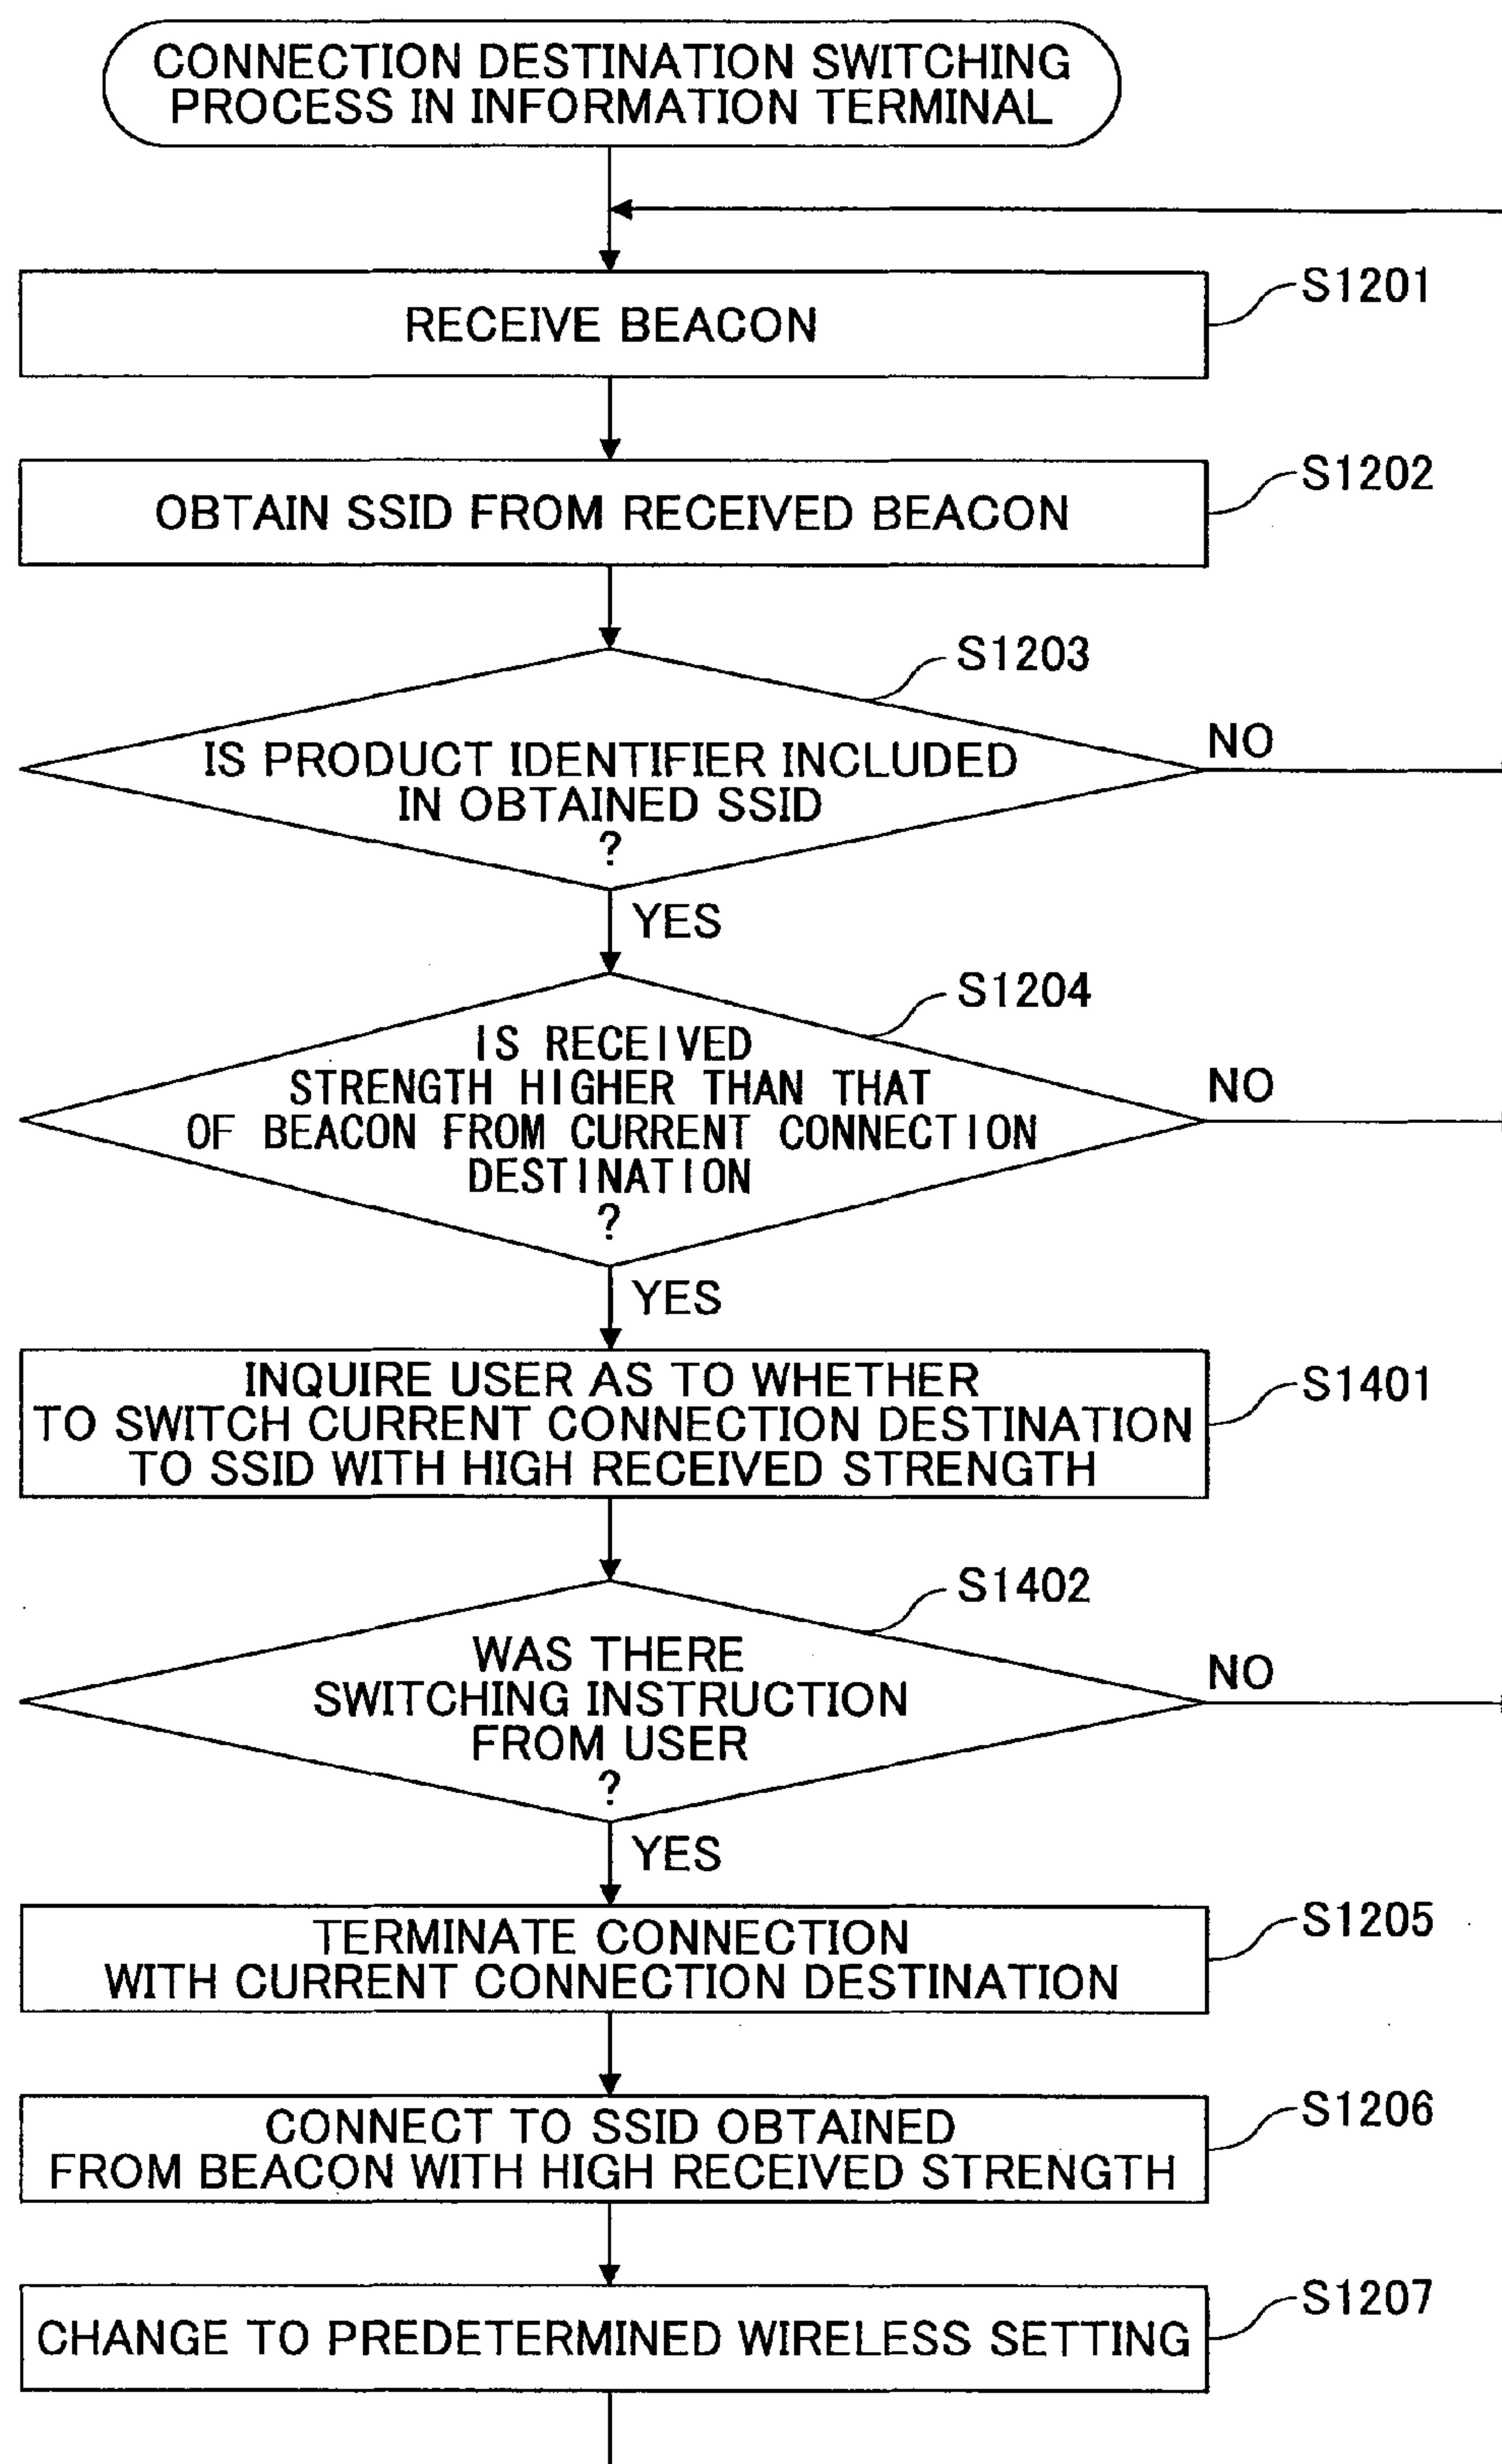 CONNECTION DESTINATION SWITCHING
PROCESS IN INFORMATION TERMINAL
RECEIVE BEACON
S1201
OBTAIN SSID FROM RECEIVED BEACON
S1202
S1203
IS PRODUCT IDENTIFIER INCLUDED
IN OBTAINED SSID
?
NO
YES
S1204
IS RECEIVED
STRENGTH HIGHER THAN THAT
OF BEACON FROM CURRENT CONNECTION
DESTINATION
?
NO
YES
INQUIRE USER AS TO WHETHER
TO SWITCH CURRENT CONNECTION DESTINATION
TO SSID WITH HIGH RECEIVED STRENGTH
S1401
S1402
WAS THERE
SWITCHING INSTRUCTION
FROM USER
?
NO
YES
TERMINATE CONNECTION
WITH CURRENT CONNECTION DESTINATION
S1205
CONNECT TO SSID OBTAINED
FROM BEACON WITH HIGH RECEIVED STRENGTH
S1206
CHANGE TO PREDETERMINED WIRELESS SETTING
S1207